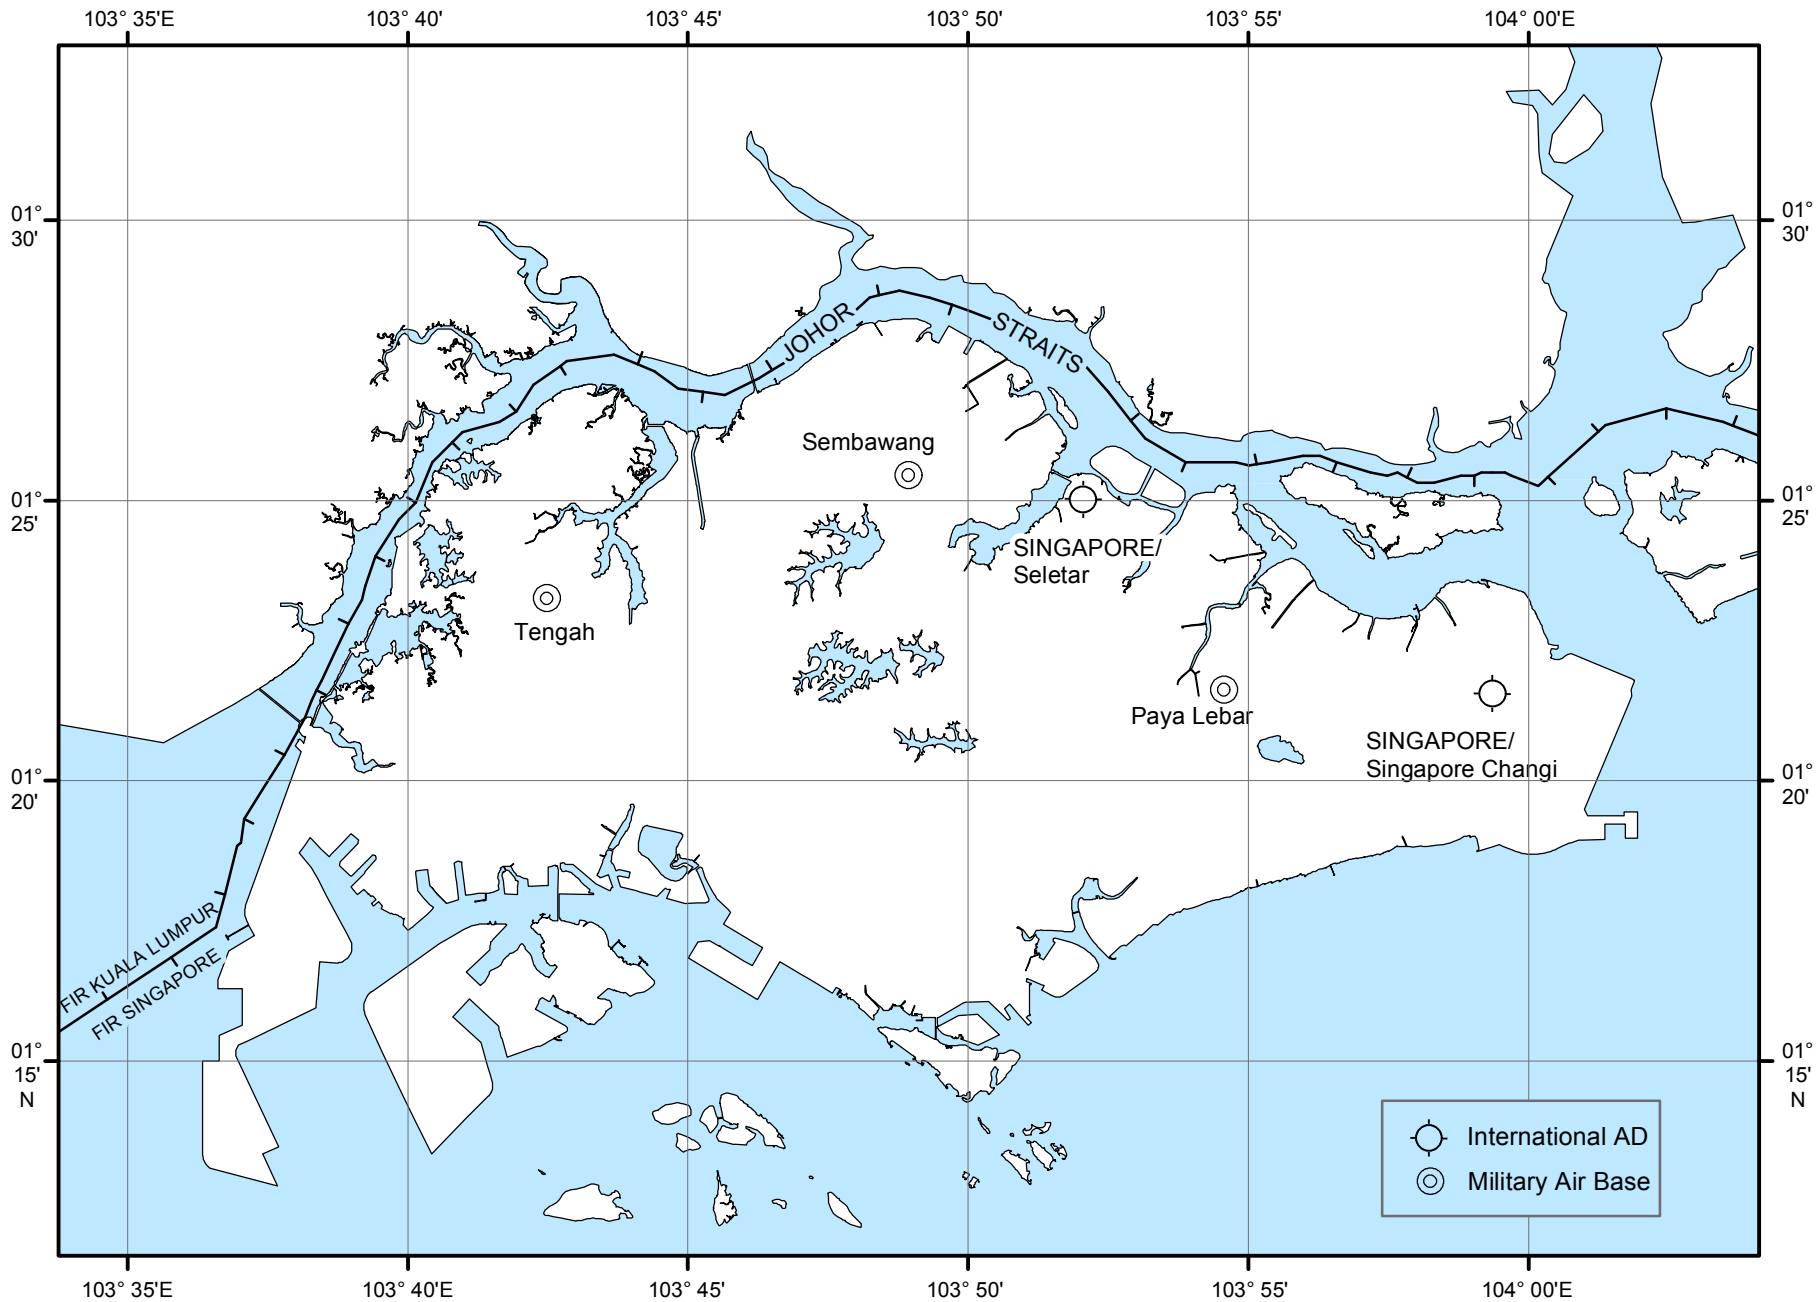 103° 35'E
103° 40'
103° 45'
103° 50'
103° 55'
104° 00'E
01°
30'
01°
30'
JOHOR
STRAITS
Sembawang
01°
25'
01°
25'
SINGAPORE/
Seletar
Tengah
Paya Lebar
SINGAPORE/
Singapore Changi
01°
20'
01°
20'
FIR KUALA LUMPUR
FIR SINGAPORE
01°
15'
N
01°
15'
N
International AD
Military Air Base
103° 35'E
103° 40'
103° 45'
103° 50'
103° 55'
104° 00'E